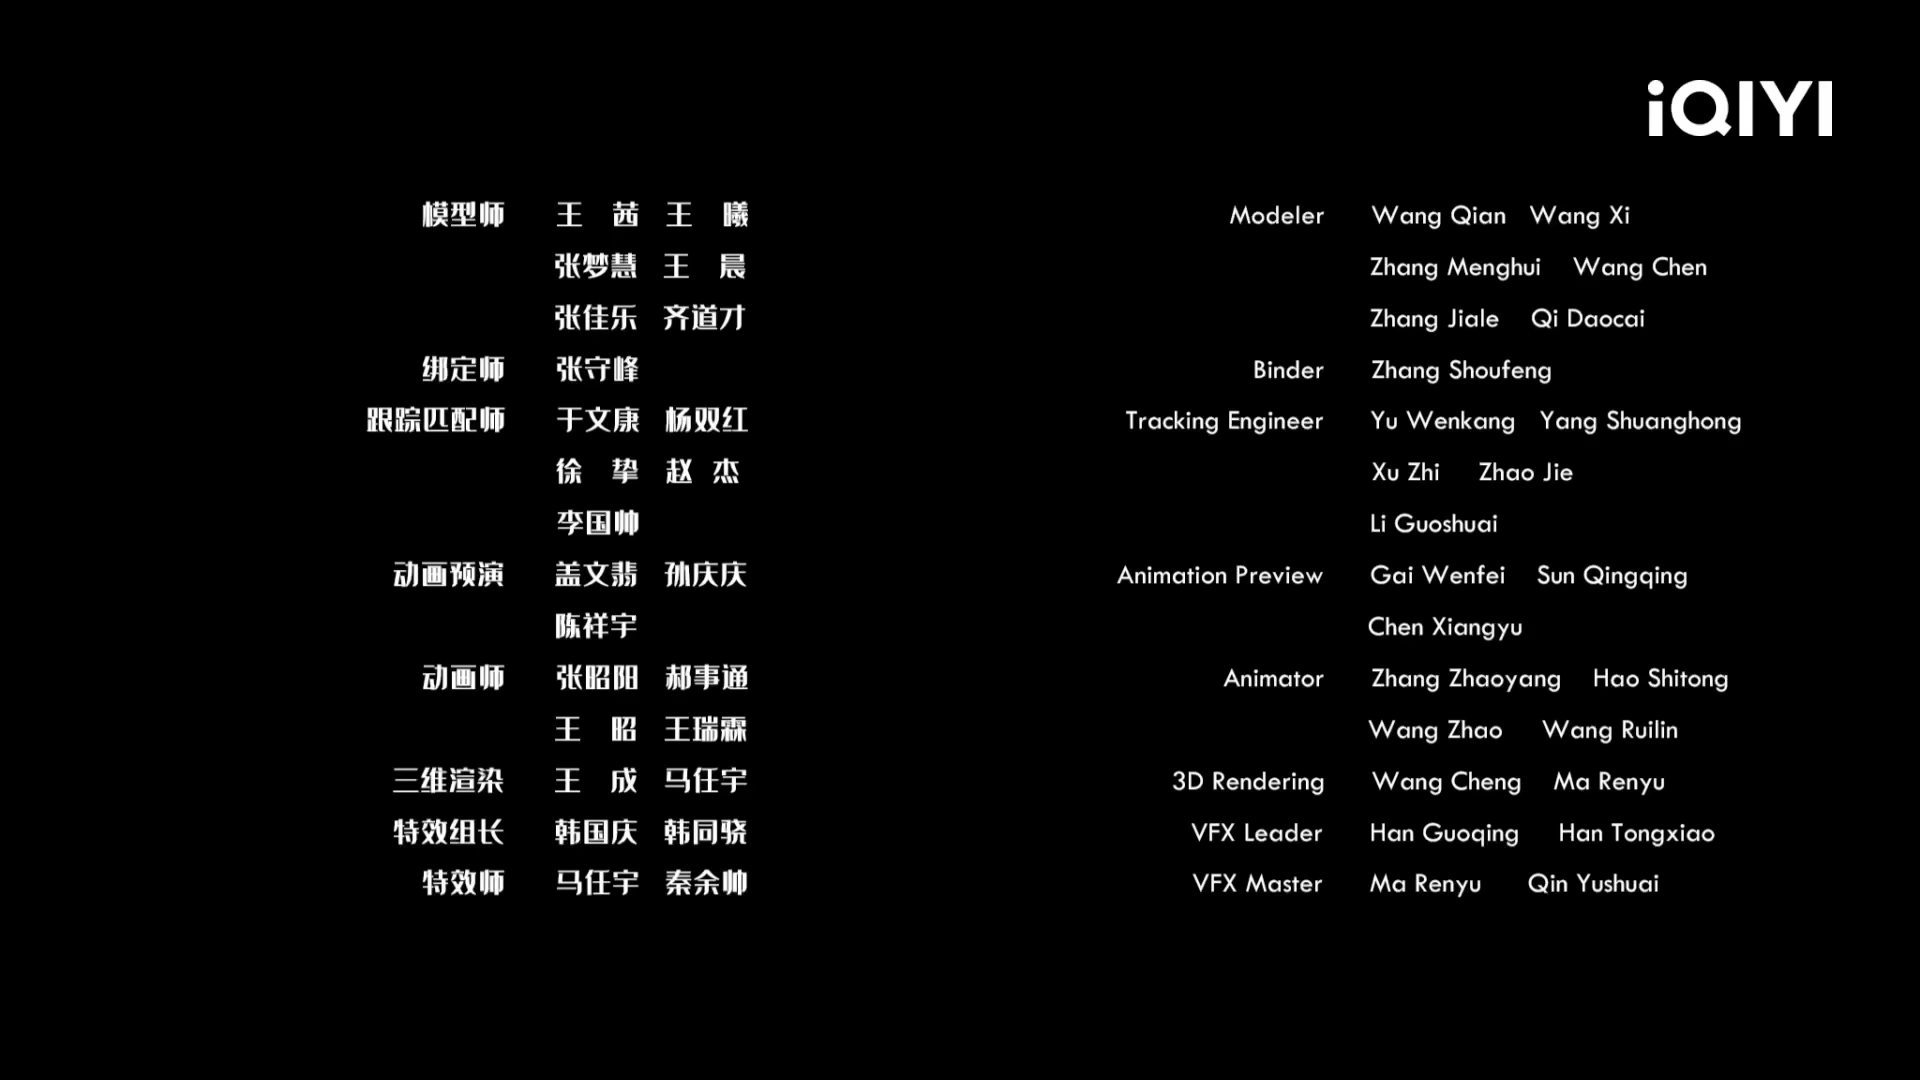 iQIYI
模型师 王 茜 王 曦 Modeler Wang Qian Wang Xi
张梦慧 王 晨 Zhang Menghui Wang Chen
张佳乐 齐道才 Zhang Jiale Qi Daocai
绑定师 张守峰 Binder Zhang Shoufeng
跟踪匹配师 于文康 杨双红 Tracking Engineer Yu Wenkang Yang Shuanghong
徐 挚 赵 杰 Xu Zhi Zhao Jie
李国帅 Li Guoshuai
动画预演 盖文翡 孙庆庆 Animation Preview Gai Wenfei Sun Qingqing
陈祥宇 Chen Xiangyu
动画师 张昭阳 郝事通 Animator Zhang Zhaoyang Hao Shitong
王 昭 王瑞霖 Wang Zhao Wang Ruilin
三维渲染 王 成 马任宇 3D Rendering Wang Cheng Ma Renyu
特效组长 韩国庆 韩同骁 VFX Leader Han Guoqing Han Tongxiao
特效师 马任宇 秦余帅 VFX Master Ma Renyu Qin Yushuai